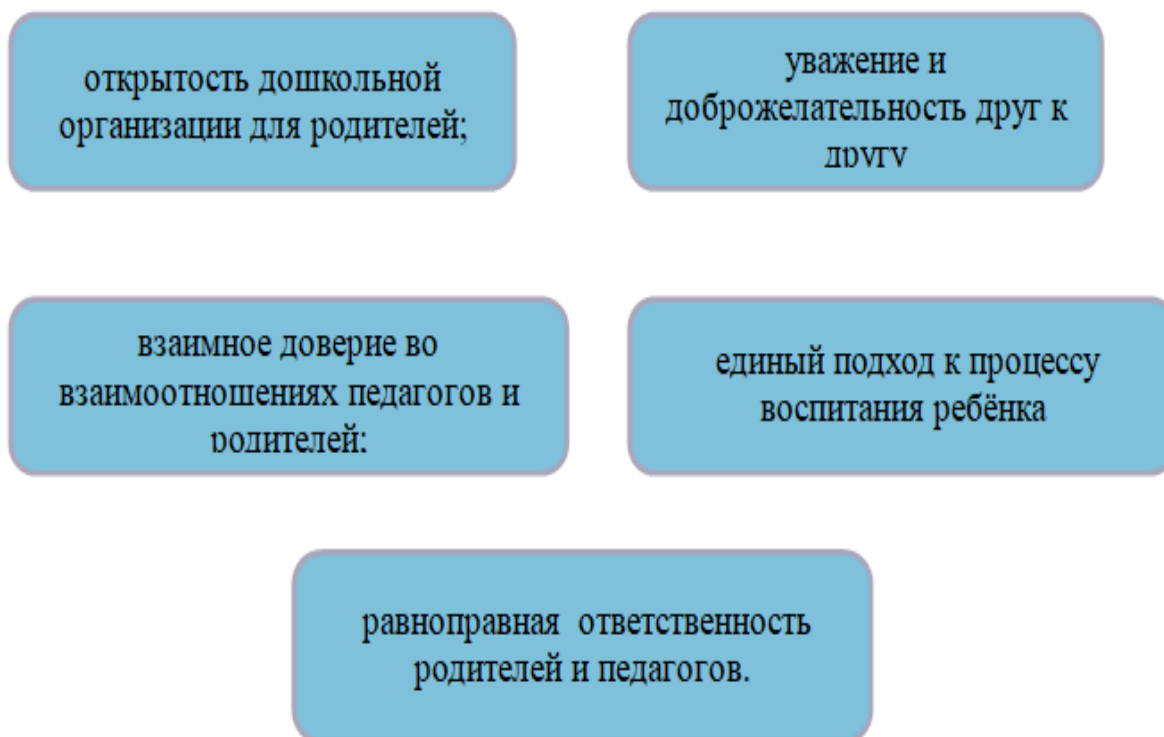 открытость дошкольной
организации для родителей;
уважение и
доброжелательность друг к
другу
взаимное доверие во
взаимоотношениях педагогов и
родителей;
единый подход к процессу
воспитания ребёнка
равноправная ответственность
родителей и педагогов.